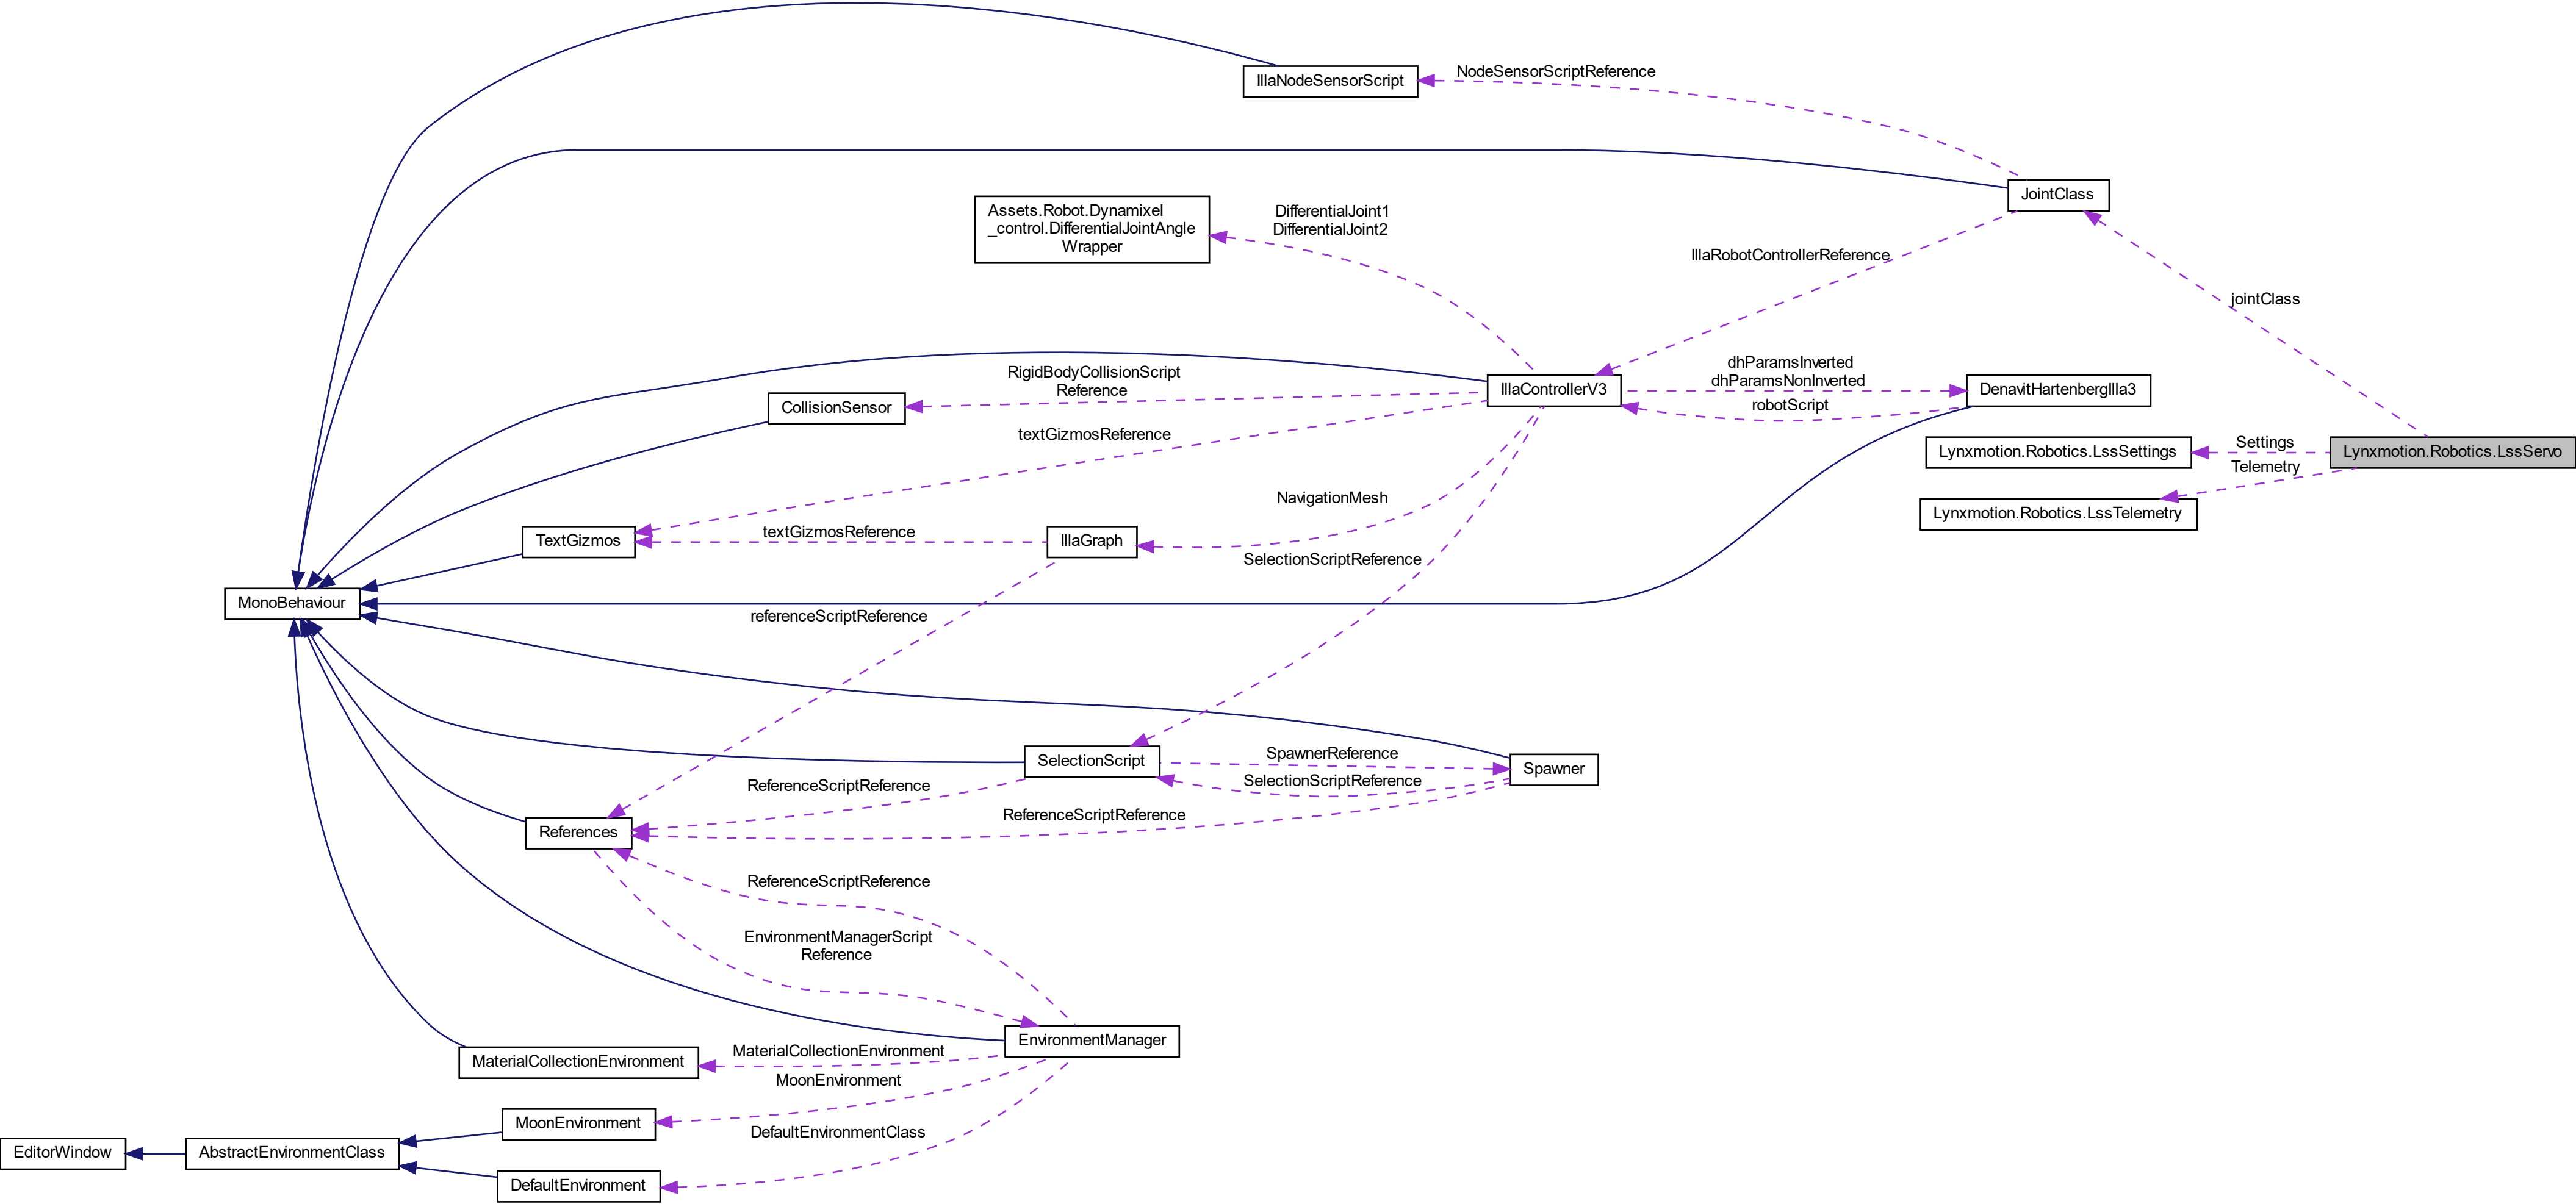 IllaNodeSensorScript
NodeSensorScriptReference
JointClass
Assets.Robot.Dynamixel
_control.DifferentialJointAngle
Wrapper
DifferentialJoint1
DifferentialJoint2
IllaRobotControllerReference
jointClass
RigidBodyCollisionScript
Reference
IllaControllerV3
dhParamsInverted
dhParamsNonInverted
robotScript
DenavitHartenbergIlla3
CollisionSensor
textGizmosReference
Lynxmotion.Robotics.LssSettings
Settings
Telemetry
Lynxmotion.Robotics.LssServo
Lynxmotion.Robotics.LssTelemetry
NavigationMesh
TextGizmos
textGizmosReference
IllaGraph
SelectionScriptReference
MonoBehaviour
referenceScriptReference
SelectionScript
SpawnerReference
SelectionScriptReference
Spawner
ReferenceScriptReference
ReferenceScriptReference
References
ReferenceScriptReference
EnvironmentManagerScript
Reference
EnvironmentManager
MaterialCollectionEnvironment
MaterialCollectionEnvironment
MoonEnvironment
MoonEnvironment
DefaultEnvironmentClass
EditorWindow
AbstractEnvironmentClass
DefaultEnvironment